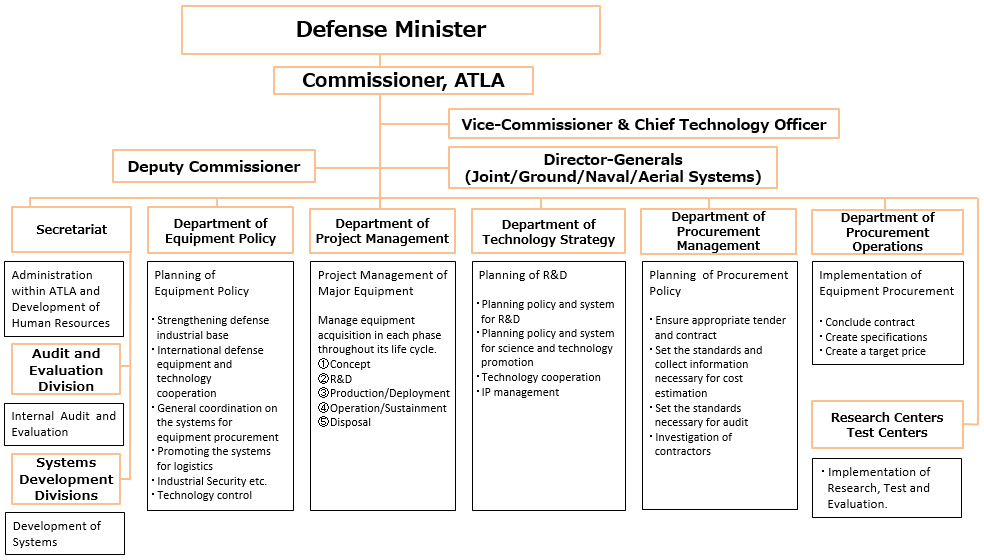 Defense Minister
Commissioner, ATLA
Vice-Commissioner & Chief Technology Officer
Deputy Commissioner
Director-Generals
(Joint/Ground/Naval/Aerial Systems)
Secretariat
Administration
within ATLA and
Development of
Human Resources
Audit and
Evaluation
Division
Internal Audit and
Evaluation
Systems
Development
Divisions
Development of
Systems
Department of
Equipment Policy
Planning of
Equipment Policy
・Strengthening defense
industrial base
・International defense
equipment and
technology
cooperation
・General coordination on
the systems for
equipment procurement
・Promoting the systems
for logistics
・Industrial Security etc.
・Technology control
Department of
Project Management
Project Management of
Major Equipment
Manage equipment
acquisition in each phase
throughout its life cycle.
①Concept
②R&D
③Production/Deployment
④Operation/Sustainment
⑤Disposal
Department of
Technology Strategy
Planning of R&D
・Planning policy and system
for R&D
・Planning policy and system
for science and technology
promotion
・Technology cooperation
・IP management
Department of
Procurement
Management
Planning of Procurement
Policy
・Ensure appropriate tender
and contract
・Set the standards and
collect information
necessary for cost
estimation
・Set the standards
necessary for audit
・Investigation of
contractors
Department of
Procurement
Operations
Implementation of
Equipment Procurement
・Conclude contract
・Create specifications
・Create a target price
Research Centers
Test Centers
・Implementation of
Research, Test and
Evaluation.